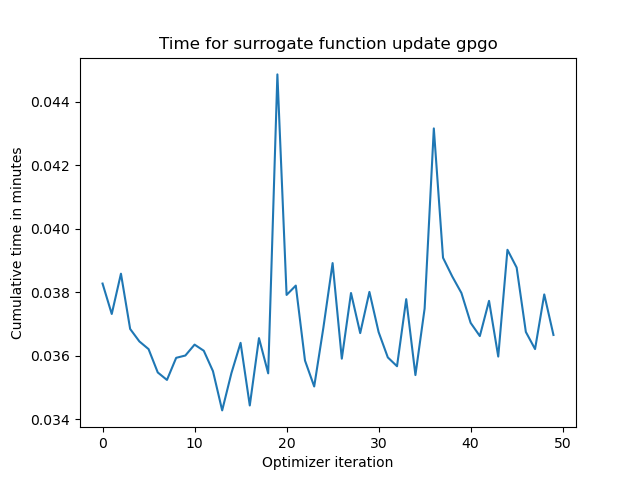 Time for surrogate function update gpgo
Cumulative time in minutes
0.044
0.042
0.040
0.038
0.036
0.034
0 10 20 30 40 50
Optimizer iteration